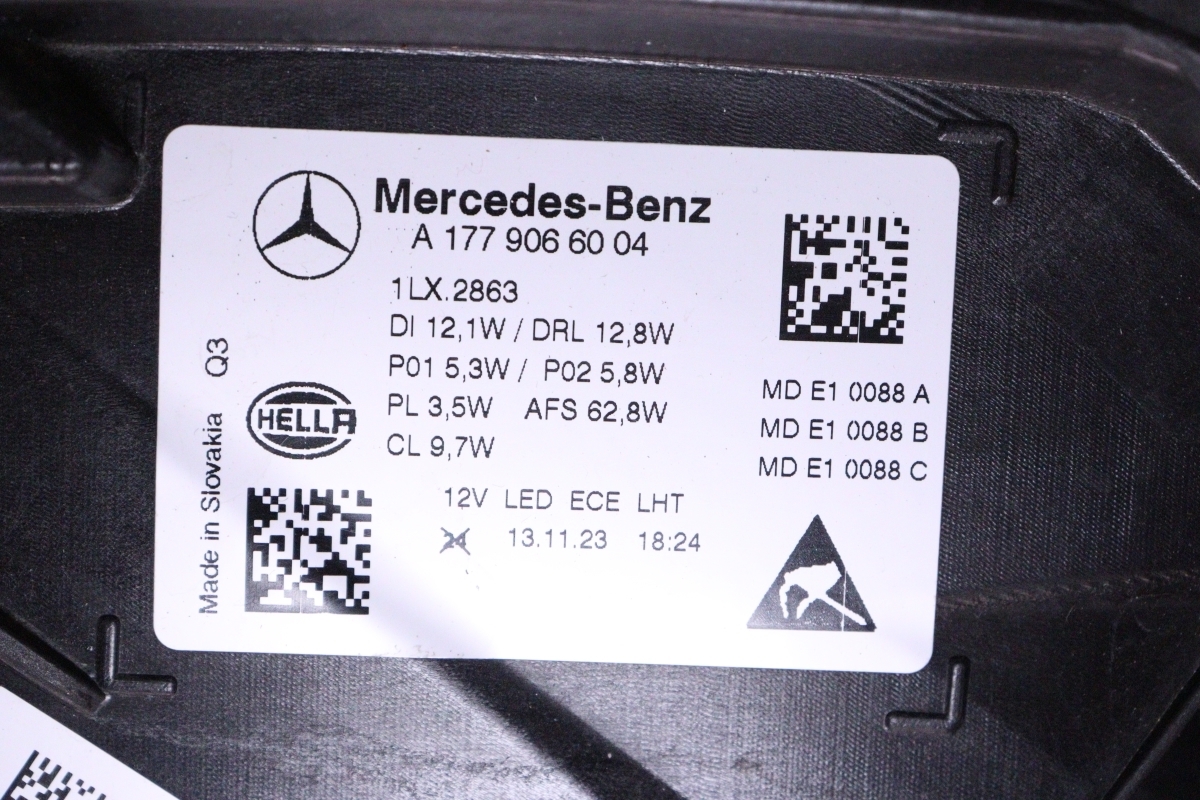 Mercedes-Benz
A 177 906 60 04
1LX.2863
DI 12,1W / DRL 12,8W
P01 5,3W / P02 5,8W
PL 3,5W AFS 62,8W
CL 9,7W
12V LED ECE LHT
24 13.11.23 18:24
HELLA
Made in Slovakia Q3
MD E1 0088 A
MD E1 0088 B
MD E1 0088 C